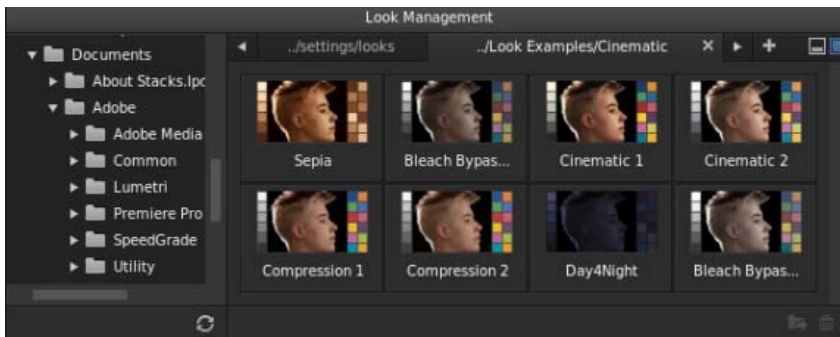 Look Management
Documents
About Stacks.lpc
Adobe
Adobe Media
Common
Lumetri
Premiere Pro
SpeedGrade
Utility
../settings/looks
../Look Examples/Cinematic
Sepia
Bleach Bypas...
Cinematic 1
Cinematic 2
Compression 1
Compression 2
Day4Night
Bleach Bypas...